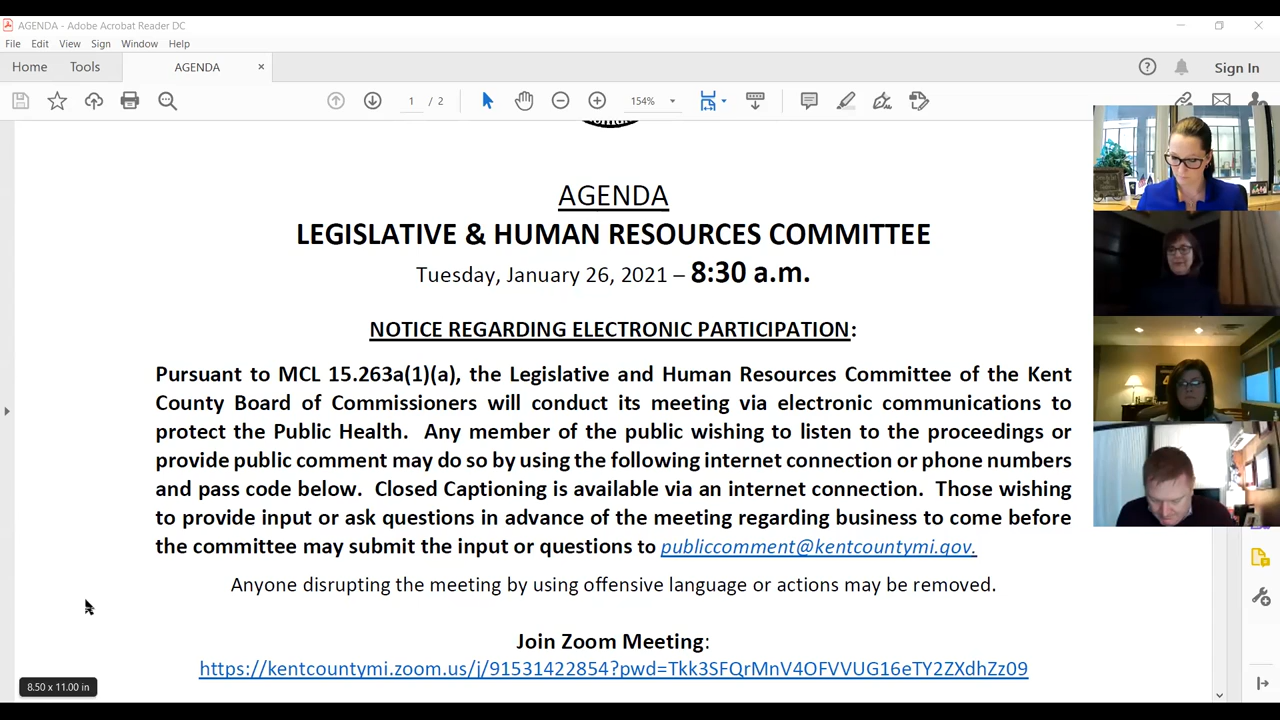 AGENDA - Adobe Acrobat Reader DC
File Edit View Sign Window Help
Home Tools AGENDA × Sign In
1 / 2 154%
AGENDA
LEGISLATIVE & HUMAN RESOURCES COMMITTEE
Tuesday, January 26, 2021 – 8:30 a.m.
NOTICE REGARDING ELECTRONIC PARTICIPATION:
Pursuant to MCL 15.263a(1)(a), the Legislative and Human Resources Committee of the Kent
County Board of Commissioners will conduct its meeting via electronic communications to
protect the Public Health. Any member of the public wishing to listen to the proceedings or
provide public comment may do so by using the following internet connection or phone numbers
and pass code below. Closed Captioning is available via an internet connection. Those wishing
to provide input or ask questions in advance of the meeting regarding business to come before
the committee may submit the input or questions to publiccomment@kentcountymi.gov.
Anyone disrupting the meeting by using offensive language or actions may be removed.
Join Zoom Meeting:
https://kentcountymi.zoom.us/j/91531422854?pwd=Tkk3SFQrMnV4OFVVUG16eTY2ZXdhZz09
8.50 x 11.00 in